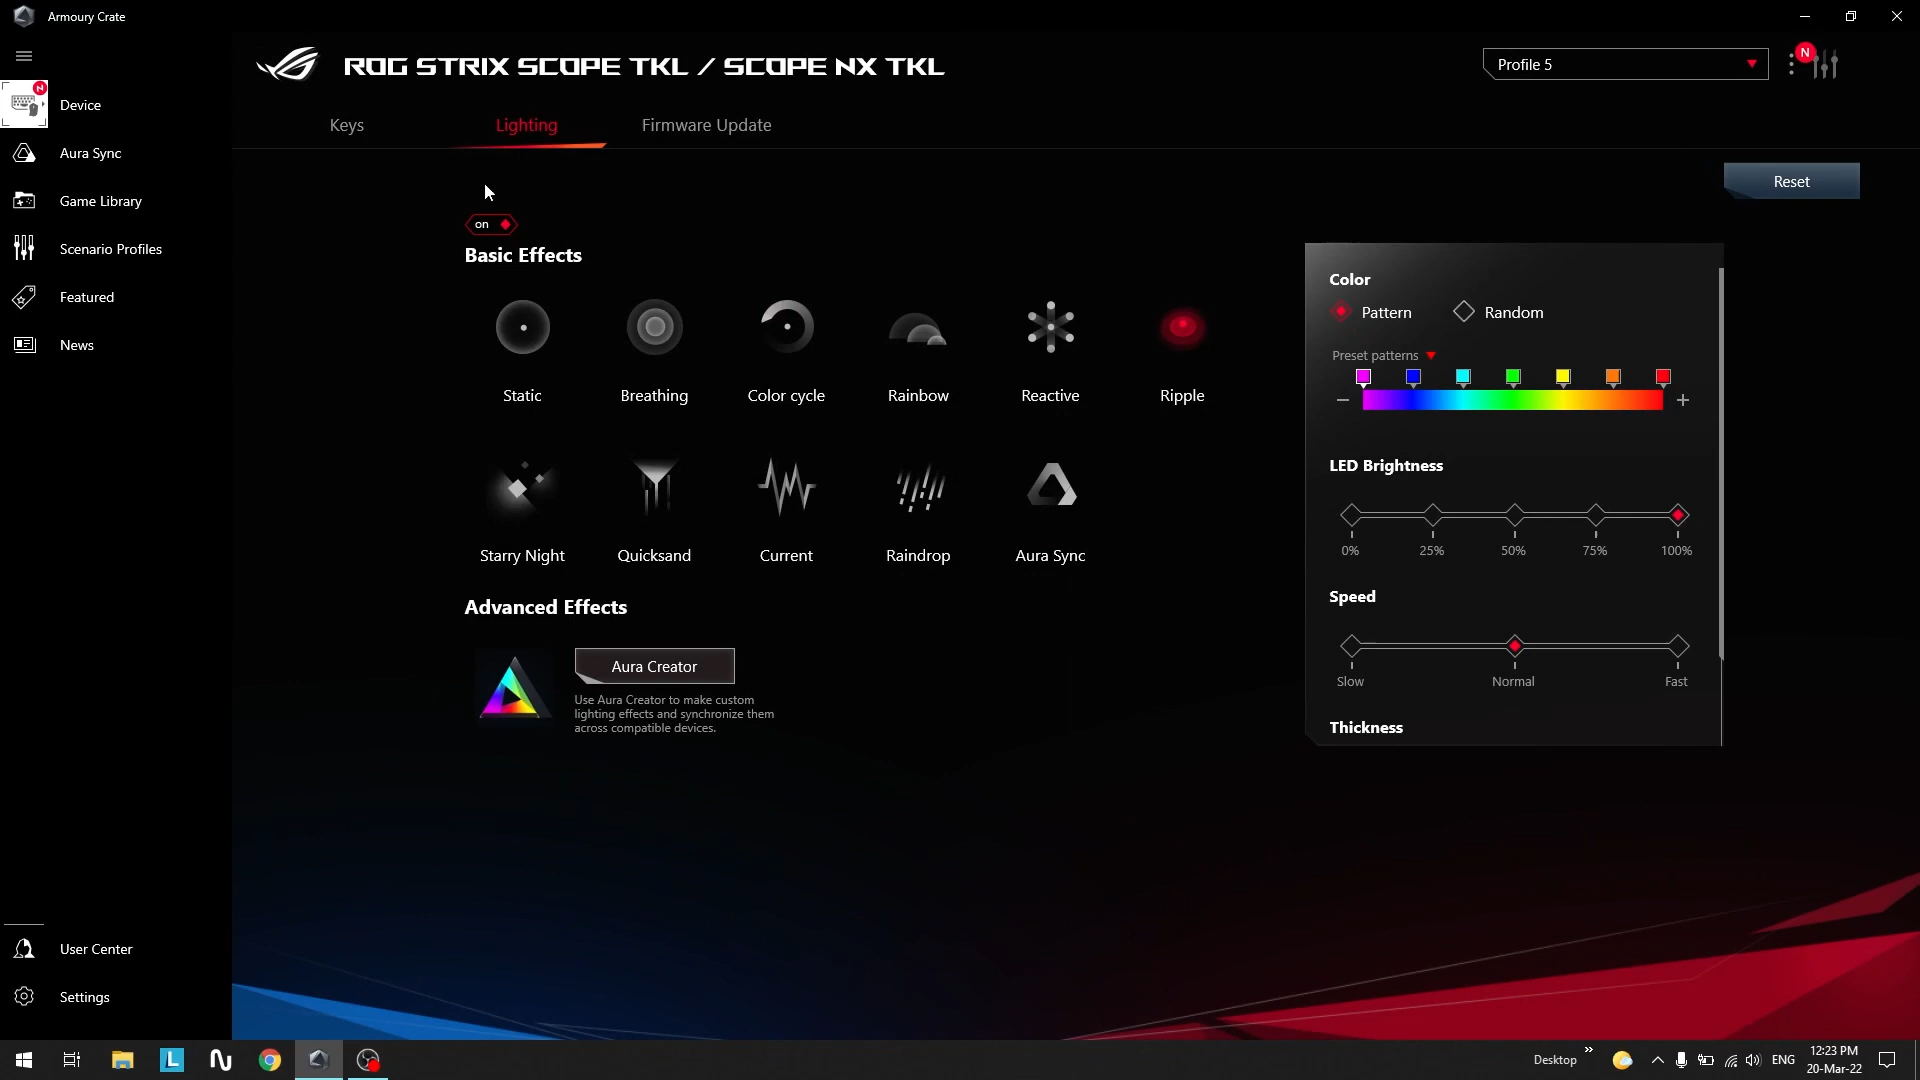 Armoury Crate
ROG STRIX SCOPE TKL / SCOPE NX TKL
Profile 5
N
N
Device
Aura Sync
Game Library
Scenario Profiles
Featured
News
Keys
Lighting
Firmware Update
Reset
on
Basic Effects
Static
Breathing
Color cycle
Rainbow
Reactive
Ripple
Starry Night
Quicksand
Current
Raindrop
Aura Sync
Advanced Effects
Aura Creator
Use Aura Creator to make custom
lighting effects and synchronize them
across compatible devices.
Color
Pattern
Random
Preset patterns
LED Brightness
0%
25%
50%
75%
100%
Speed
Slow
Normal
Fast
Thickness
User Center
Settings
L
Desktop
ENG
12:23 PM
20-Mar-22